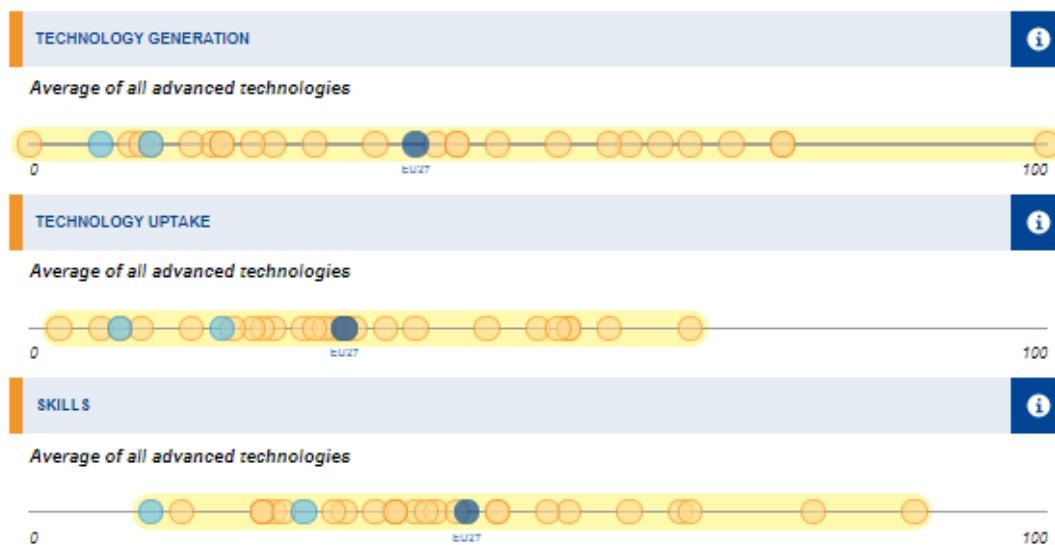 TECHNOLOGY GENERATION
Average of all advanced technologies
EU27
0 100
TECHNOLOGY UPTAKE
Average of all advanced technologies
EU27
0 100
SKILLS
Average of all advanced technologies
EU27
0 100